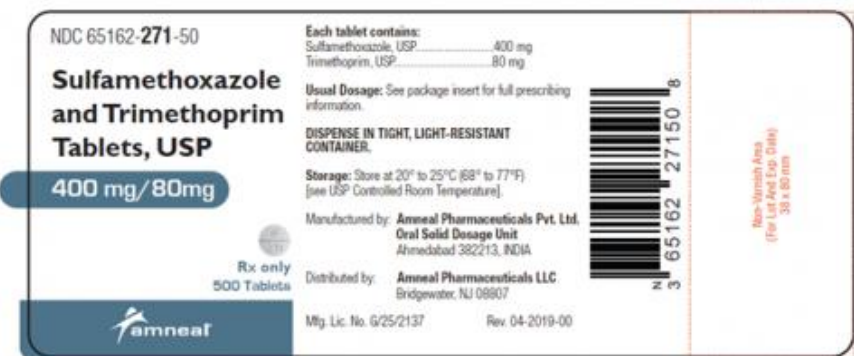 NDC 65162-271-50
Sulfamethoxazole
and Trimethoprim
Tablets, USP
400 mg/80mg
Rx only
500 Tablets
amneal
Each tablet contains:
Sulfamethoxazole, USP..........................400 mg
Trimethoprim, USP................................80 mg
Usual Dosage: See package insert for full prescribing
information.
DISPENSE IN TIGHT, LIGHT-RESISTANT
CONTAINER.
Storage: Store at 20° to 25°C (68° to 77°F)
[see USP Controlled Room Temperature].
Manufactured by: Amneal Pharmaceuticals Pvt. Ltd.
Oral Solid Dosage Unit
Ahmedabad 382213, INDIA
Distributed by: Amneal Pharmaceuticals LLC
Bridgewater, NJ 08807
Mfg. Lic. No. G/25/2137 Rev. 04-2019-00
N
3 65162 27150 8
Non-Varnish Area
(For Lot And Exp. Date)
38 x 80 mm